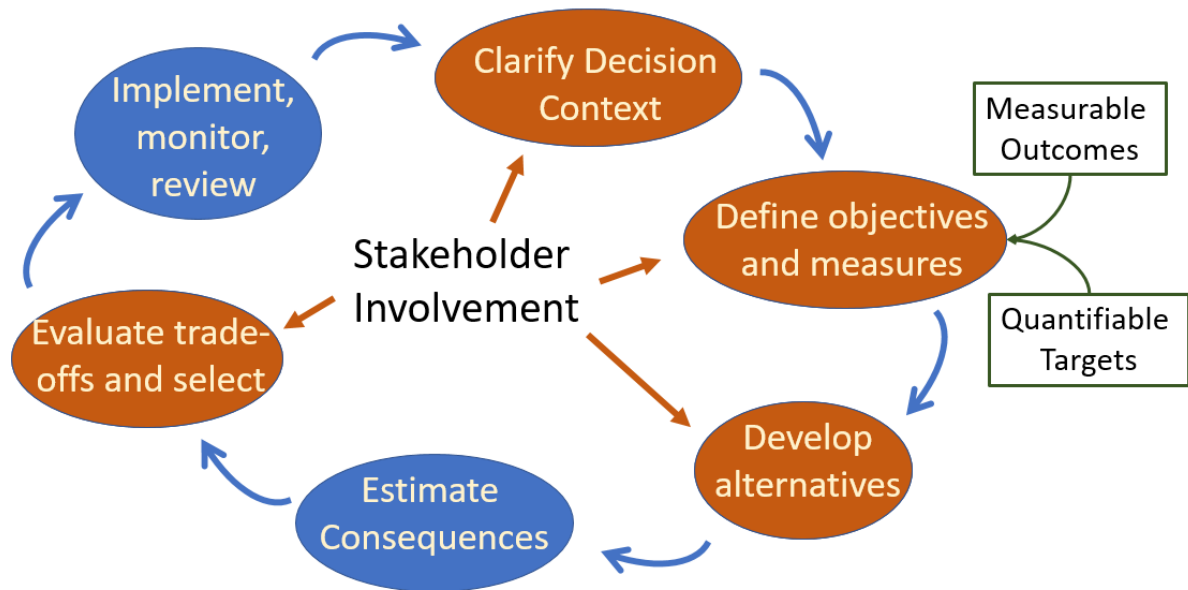 Clarify Decision
Context
Measurable
Outcomes
Define objectives
and measures
Quantifiable
Targets
Develop
alternatives
Estimate
Consequences
Evaluate trade-
offs and select
Implement,
monitor,
review
Stakeholder
Involvement